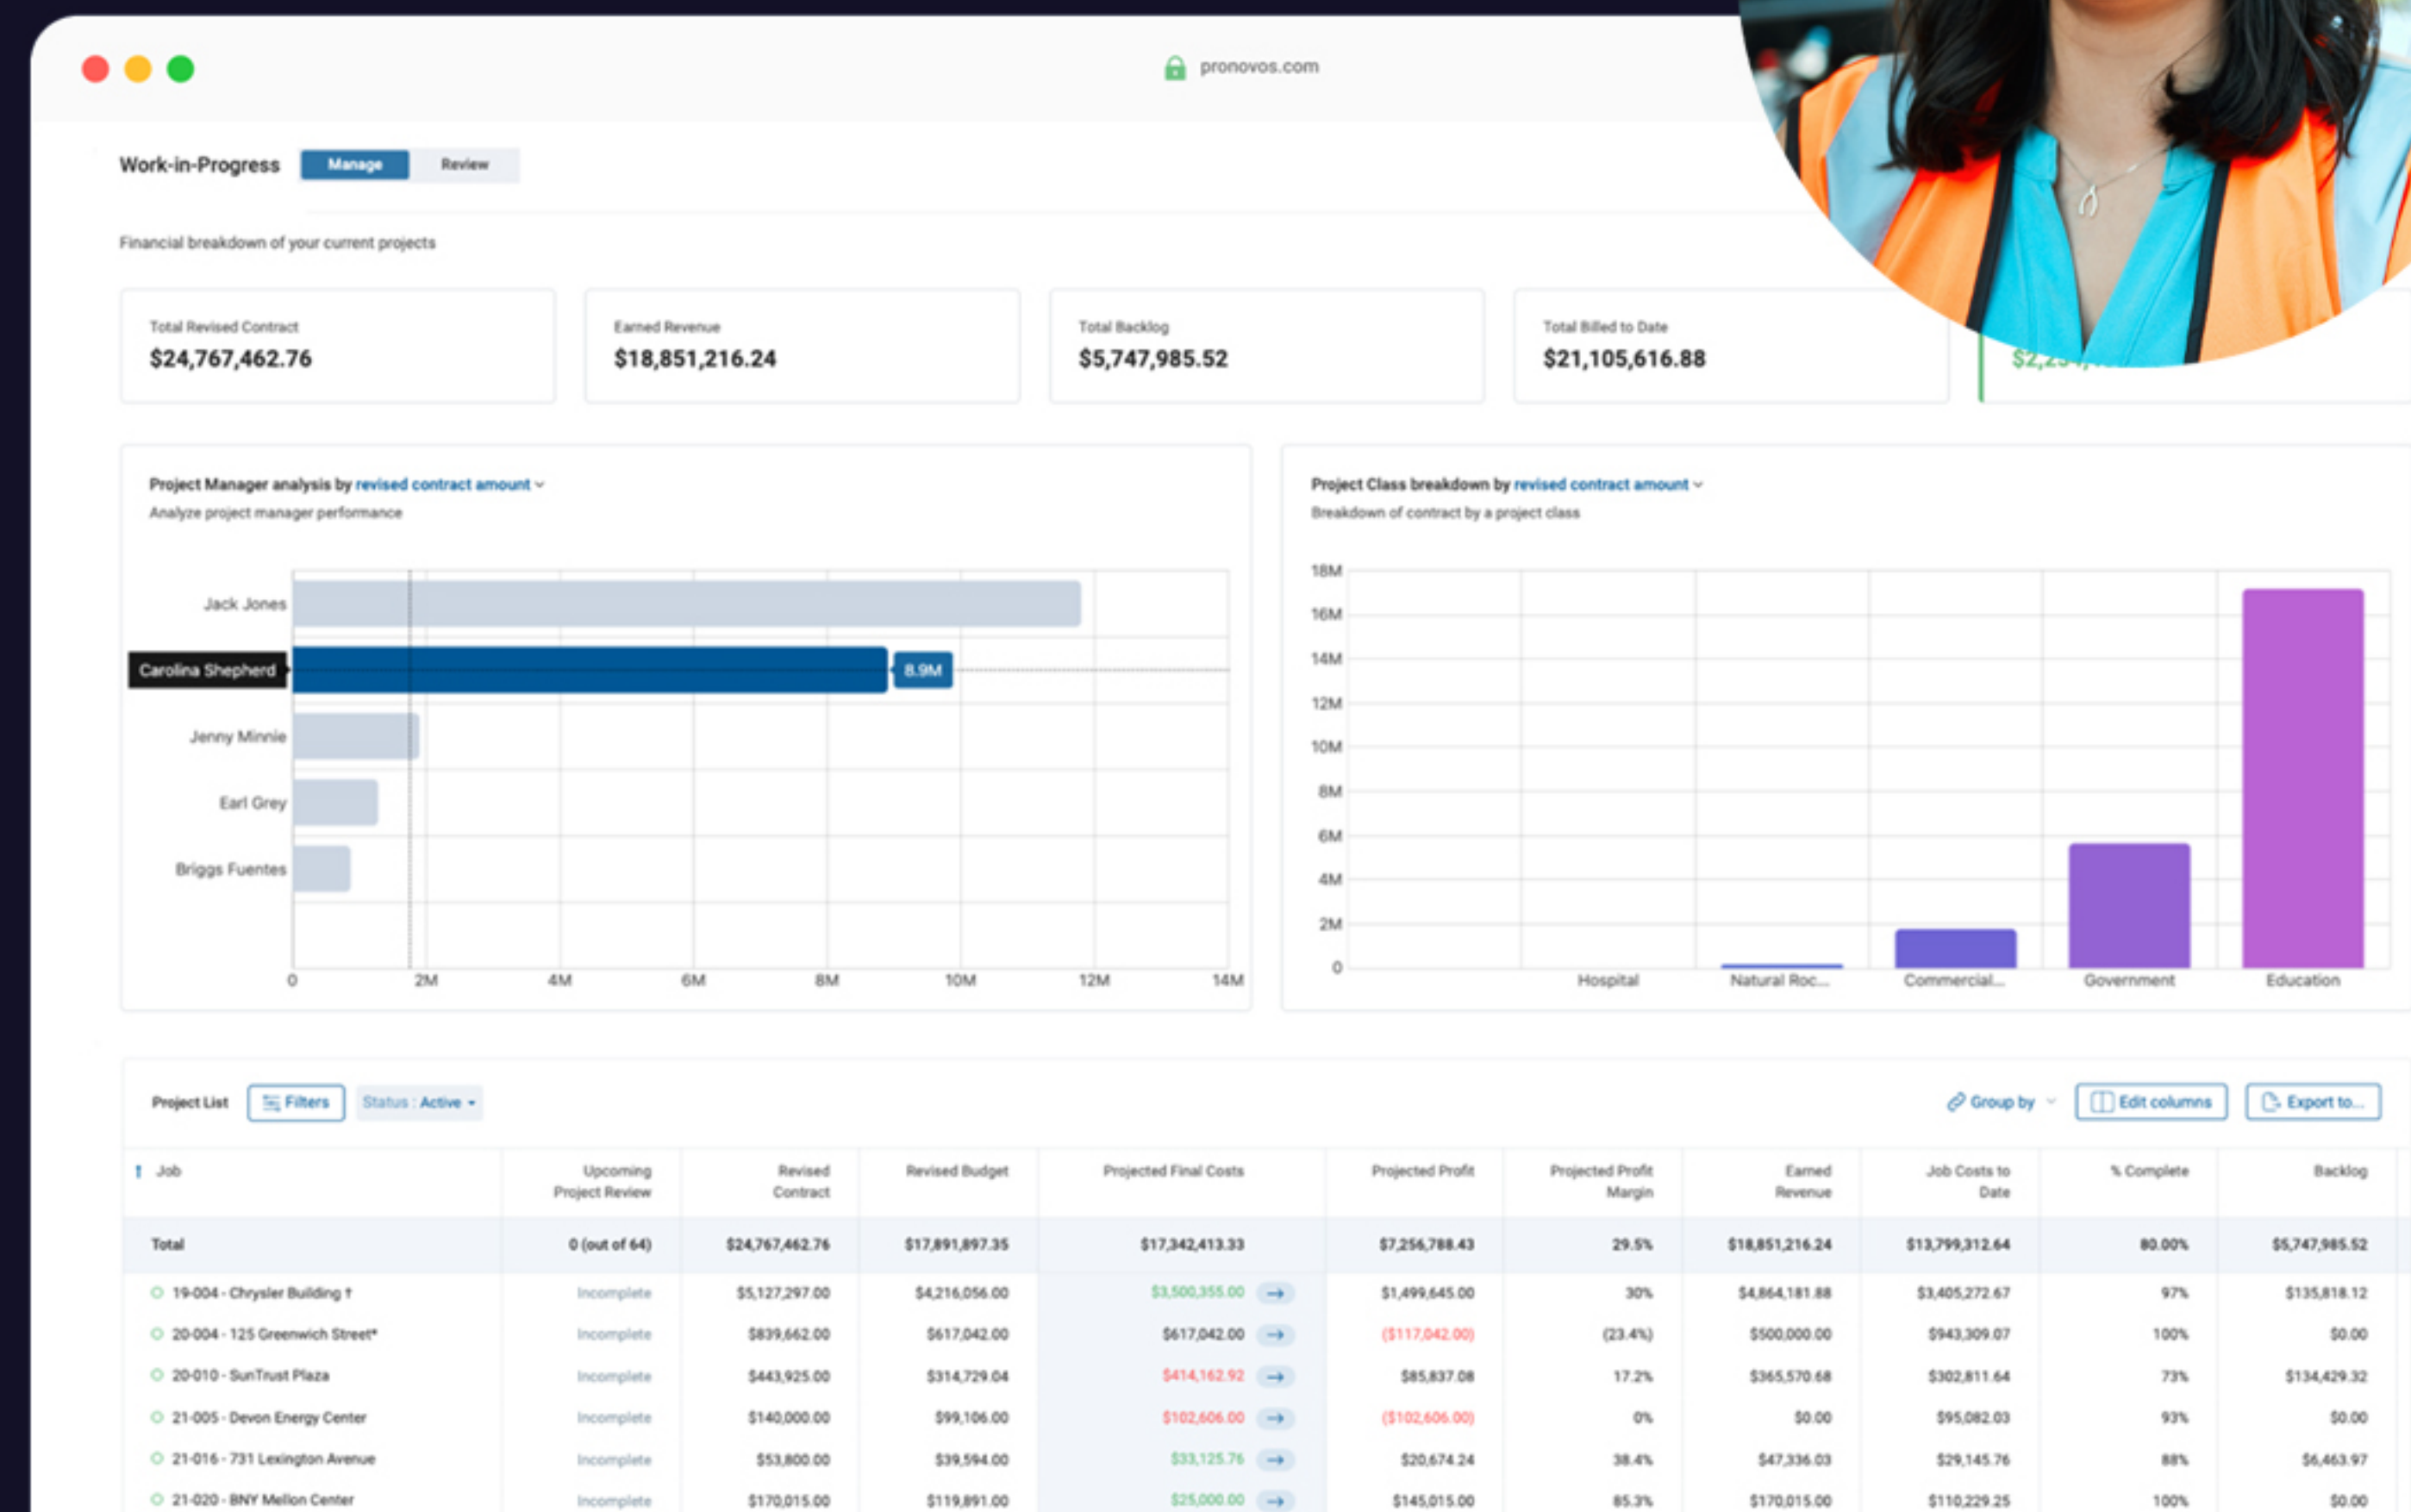 pronovos.com
Work-in-Progress Manage Review
Financial breakdown of your current projects
Total Revised Contract
$24,767,462.76
Earned Revenue
$18,851,216.24
Total Backlog
$5,747,985.52
Total Billed to Date
$21,105,616.88
Project Manager analysis by revised contract amount
Analyze project manager performance
Jack Jones
Carolina Shepherd 8.9M
Jenny Minnie
Earl Grey
Briggs Fuentes
0 2M 4M 6M 8M 10M 12M 14M
Project Class breakdown by revised contract amount
Breakdown of contract by a project class
18M
16M
14M
12M
10M
8M
6M
4M
2M
0
Hospital Natural Roc... Commercial... Government Education
Project List Filters Status : Active Group by Edit columns Export to...
Job Upcoming Project Review Revised Contract Revised Budget Projected Final Costs Projected Profit Projected Profit Margin Earned Revenue Job Costs to Date % Complete Backlog
Total 0 (out of 64) $24,767,462.76 $17,891,897.35 $17,342,413.33 $7,256,788.43 29.5% $18,851,216.24 $13,799,312.64 80.00% $5,747,985.52
19-004 - Chrysler Building † Incomplete $5,127,297.00 $4,216,056.00 $3,500,355.00 → $1,499,645.00 30% $4,864,181.88 $3,405,272.67 97% $135,818.12
20-004 - 125 Greenwich Street* Incomplete $839,662.00 $617,042.00 $617,042.00 → ($117,042.00) (23.4%) $500,000.00 $943,309.07 100% $0.00
20-010 - SunTrust Plaza Incomplete $443,925.00 $314,729.04 $414,162.92 → $85,837.08 17.2% $365,570.68 $302,811.64 73% $134,429.32
21-005 - Devon Energy Center Incomplete $140,000.00 $99,106.00 $102,606.00 → ($102,606.00) 0% $0.00 $95,082.03 93% $0.00
21-016 - 731 Lexington Avenue Incomplete $53,800.00 $39,594.00 $33,125.76 → $20,674.24 38.4% $47,336.03 $29,145.76 88% $6,463.97
21-020 - BNY Mellon Center Incomplete $170,015.00 $119,891.00 $25,000.00 → $145,015.00 85.3% $170,015.00 $110,229.25 100% $0.00